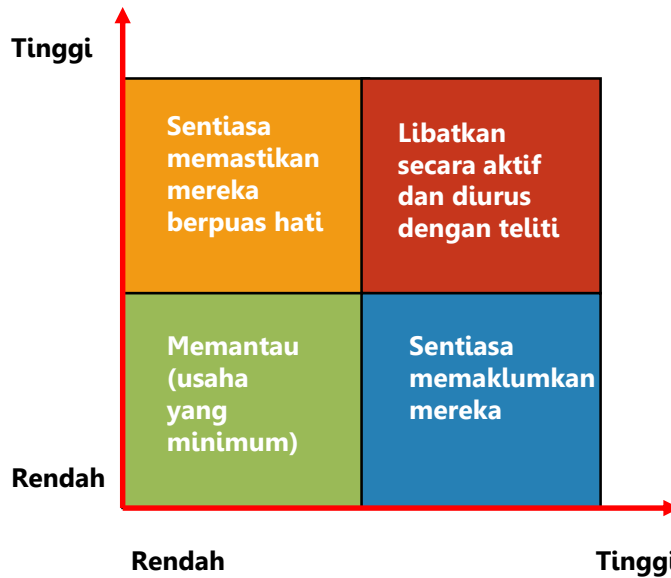 Tinggi
Sentiasa
memastikan
mereka
berpuas hati
Libatkan
secara aktif
dan diurus
dengan teliti
Memantau
(usaha
yang
minimum)
Sentiasa
memaklumkan
mereka
Rendah
Rendah
Tinggi